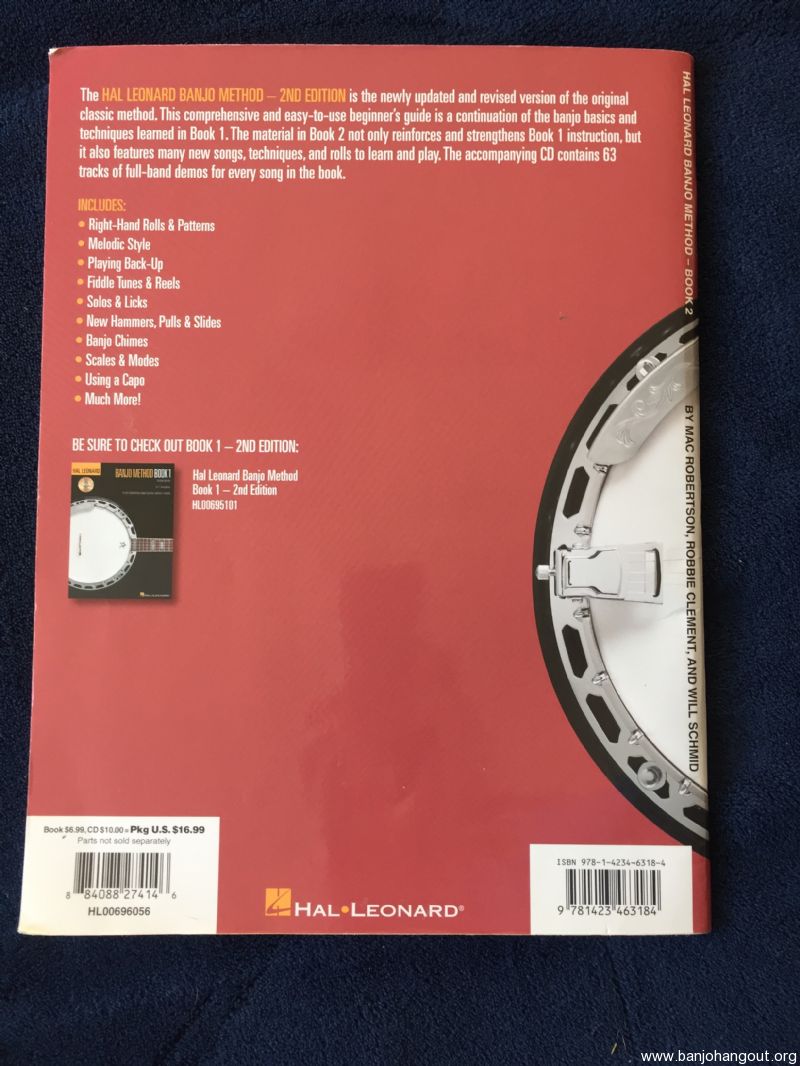 The HAL LEONARD BANJO METHOD – 2ND EDITION is the newly updated and revised version of the original
classic method. This comprehensive and easy-to-use beginner's guide is a continuation of the banjo basics and
techniques learned in Book 1. The material in Book 2 not only reinforces and strengthens Book 1 instruction, but
it also features many new songs, techniques, and rolls to learn and play. The accompanying CD contains 63
tracks of full-band demos for every song in the book.
INCLUDES:
• Right-Hand Rolls & Patterns
• Melodic Style
• Playing Back-Up
• Fiddle Tunes & Reels
• Solos & Licks
• New Hammers, Pulls & Slides
• Banjo Chimes
• Scales & Modes
• Using a Capo
• Much More!
BE SURE TO CHECK OUT BOOK 1 – 2ND EDITION:
HAL LEONARD
BANJO METHOD BOOK 1
HAL•LEONARD
Hal Leonard Banjo Method
Book 1 – 2nd Edition
HL00695101
HAL LEONARD BANJO METHOD – BOOK 2
BY MAC ROBERTSON, ROBBIE CLEMENT, AND WILL SCHMID
Book $6.99, CD $10.00 = Pkg U.S. $16.99
Parts not sold separately
8 84088 27414 6
HL00696056
HAL•LEONARD®
ISBN 978-1-4234-6318-4
9 781423 463184
www.banjohangout.org